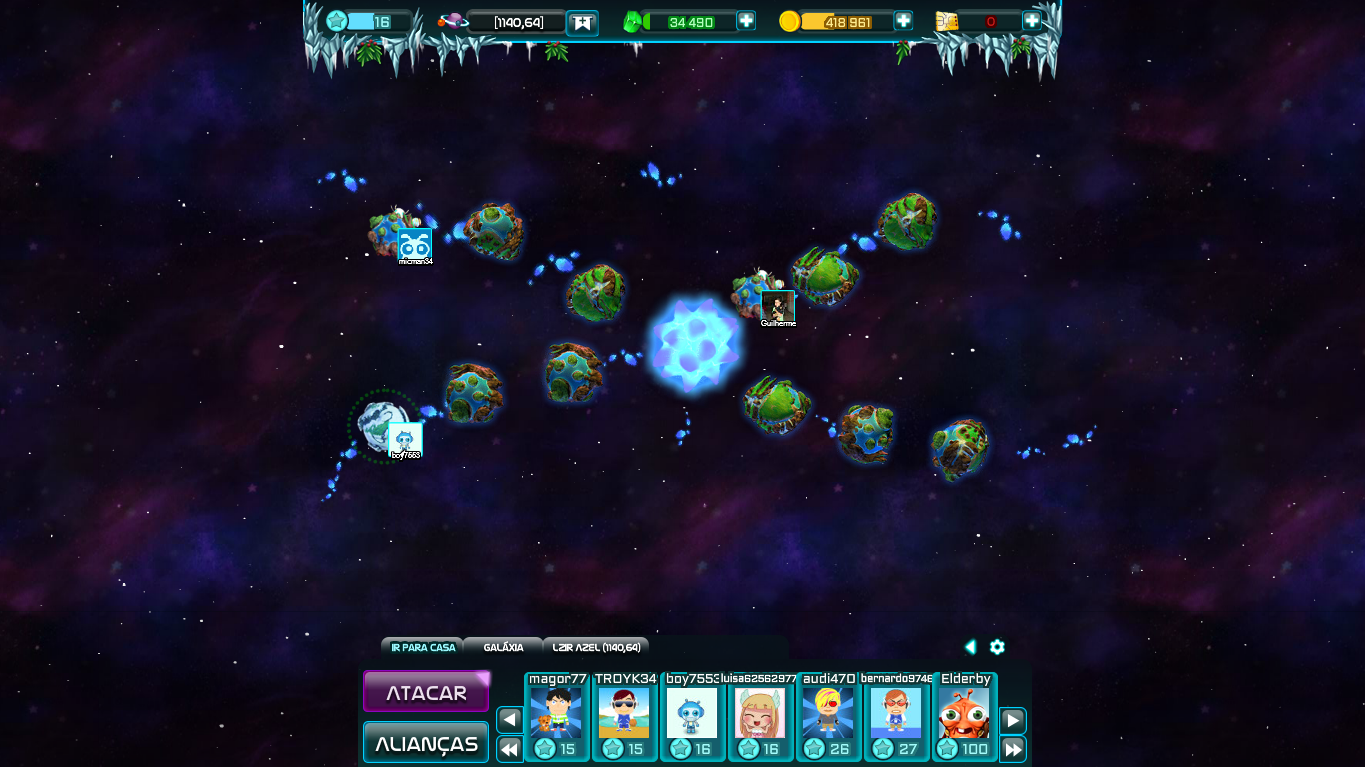 16
[1140,64]
34 490
418 961
0
micman34
Guilherme
boy7553
IR PARA CASA
GALÁXIA
LZIR AZEL (1140,64)
ATACAR
ALIANÇAS
magor77
TROYK34
boy7553
luisa62562977
audi470
bernardo9748
Elderby
15
15
16
16
26
27
100